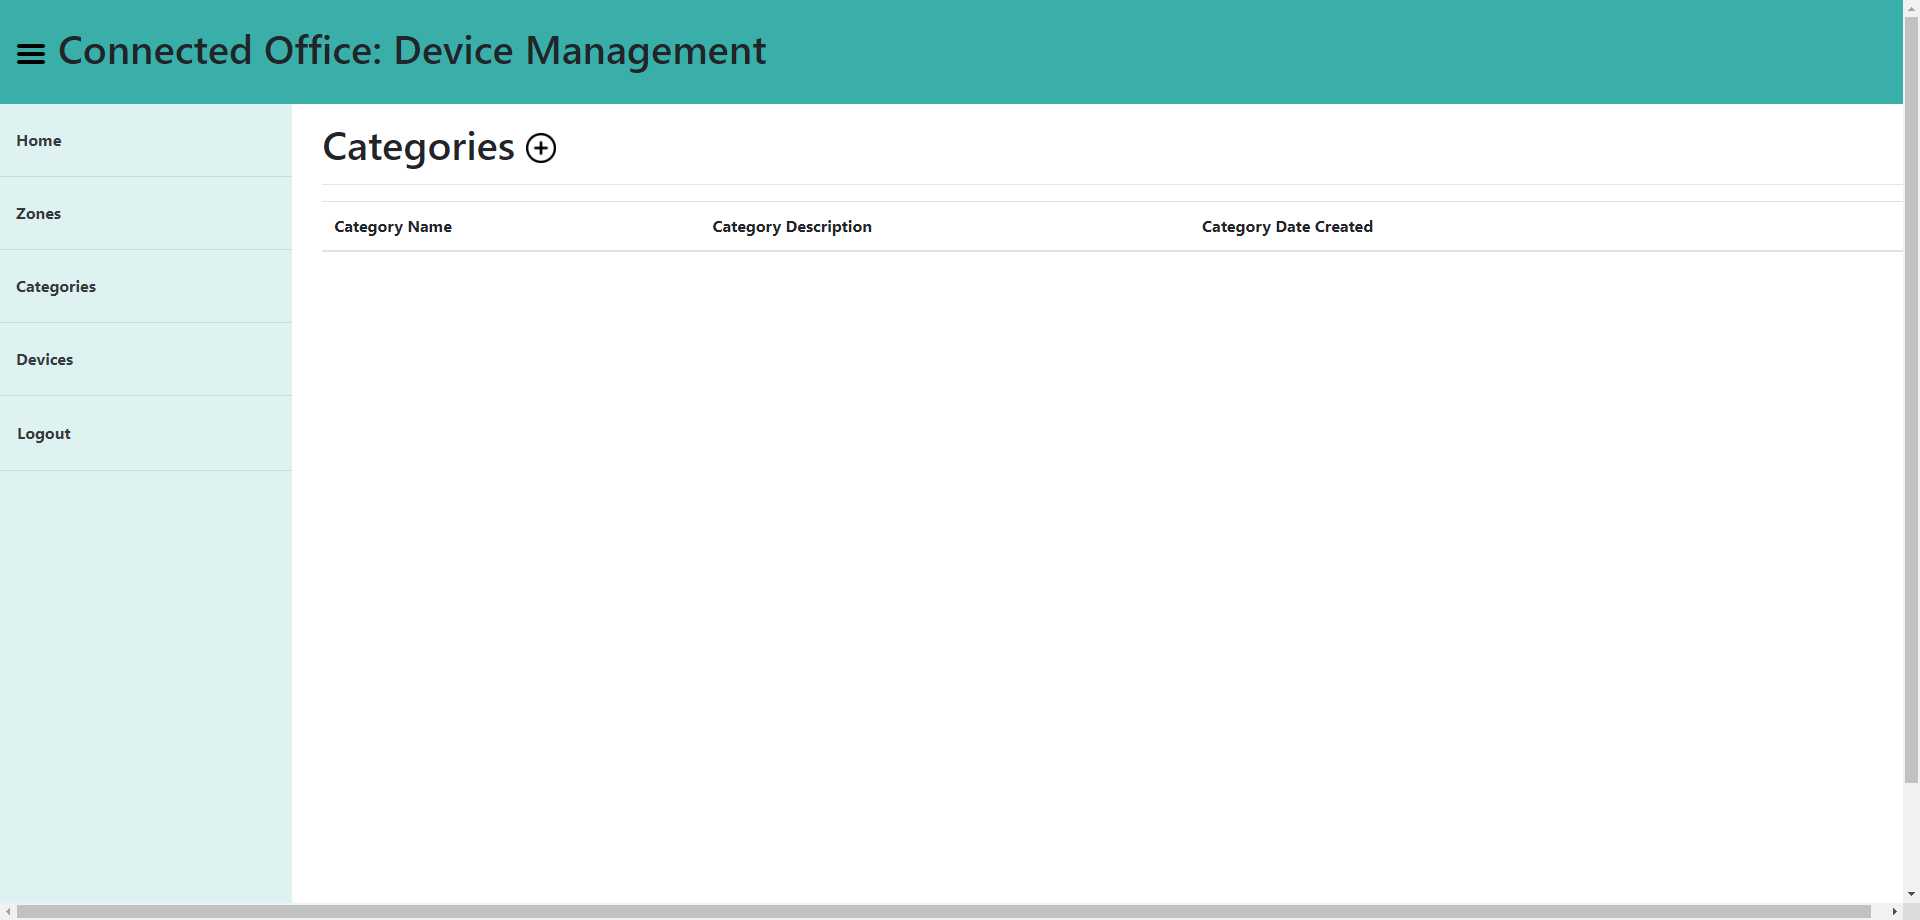 Connected Office: Device Management
Home
Zones
Categories
Devices
Logout
Categories
Category Name Category Description Category Date Created